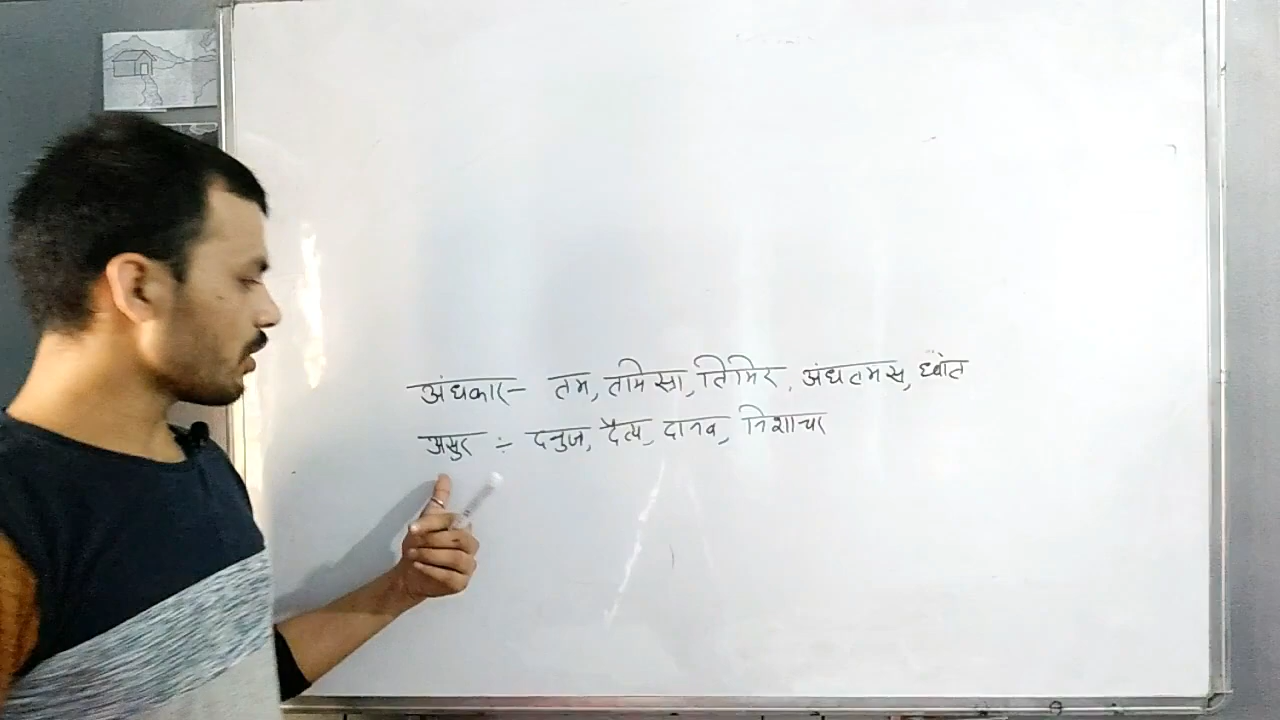 अंधकार- तम, तमिस्रा, तिमिर, अंधतमस, ध्वांत
असुर ÷ दनुज, दैत्य, दानव, निशाचर